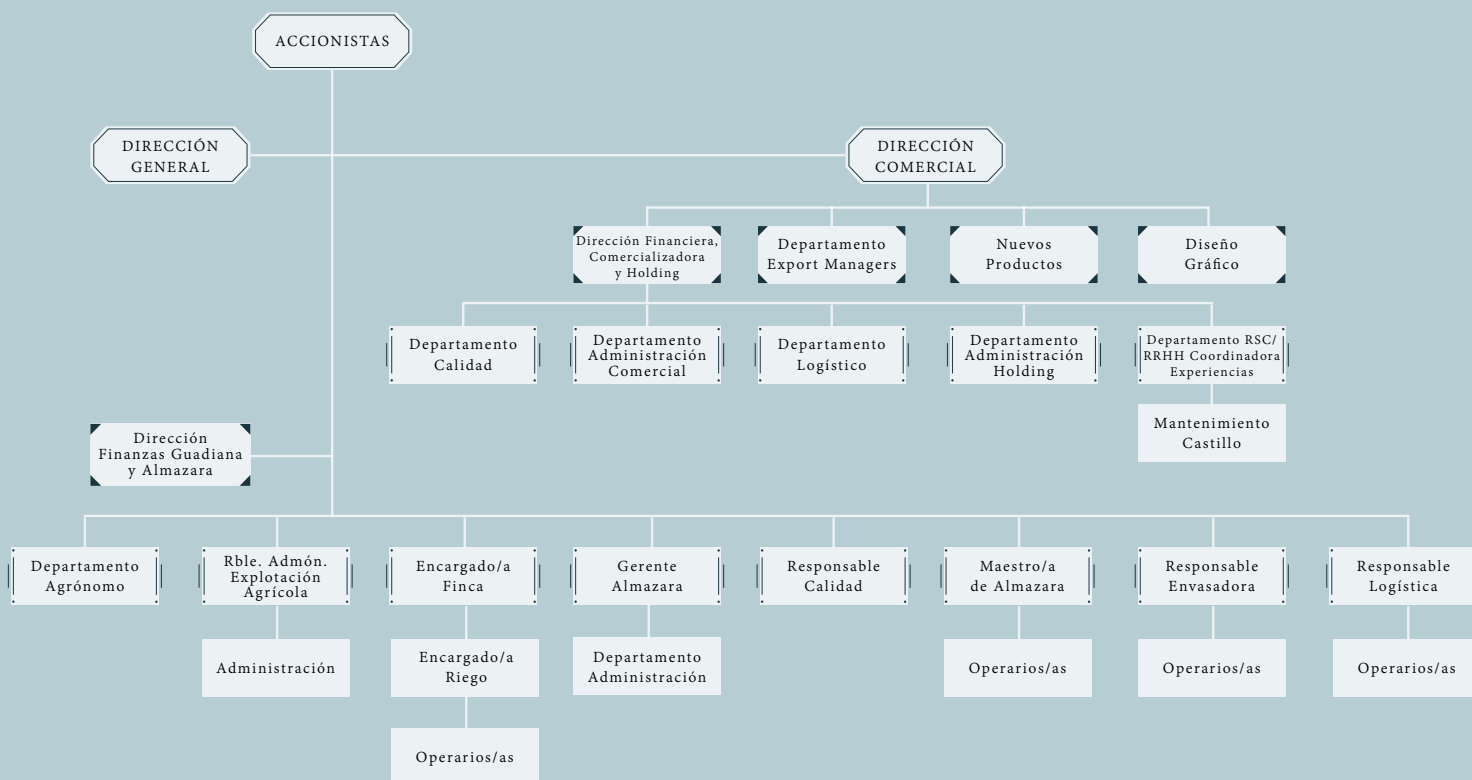 ACCIONISTAS
DIRECCIÓN
GENERAL
DIRECCIÓN
COMERCIAL
Dirección Financiera,
Comercializadora
y Holding
Departamento
Export Managers
Nuevos
Productos
Diseño
Gráfico
Departamento
Calidad
Departamento
Administración
Comercial
Departamento
Logístico
Departamento
Administración
Holding
Departamento RSC/
RRHH Coordinadora
Experiencias
Mantenimiento
Castillo
Dirección
Finanzas Guadiana
y Almazara
Departamento
Agrónomo
Rble. Admón.
Explotación
Agrícola
Encargado/a
Finca
Gerente
Almazara
Responsable
Calidad
Maestro/a
de Almazara
Responsable
Envasadora
Responsable
Logística
Administración
Encargado/a
Riego
Departamento
Administración
Operarios/as
Operarios/as
Operarios/as
Operarios/as